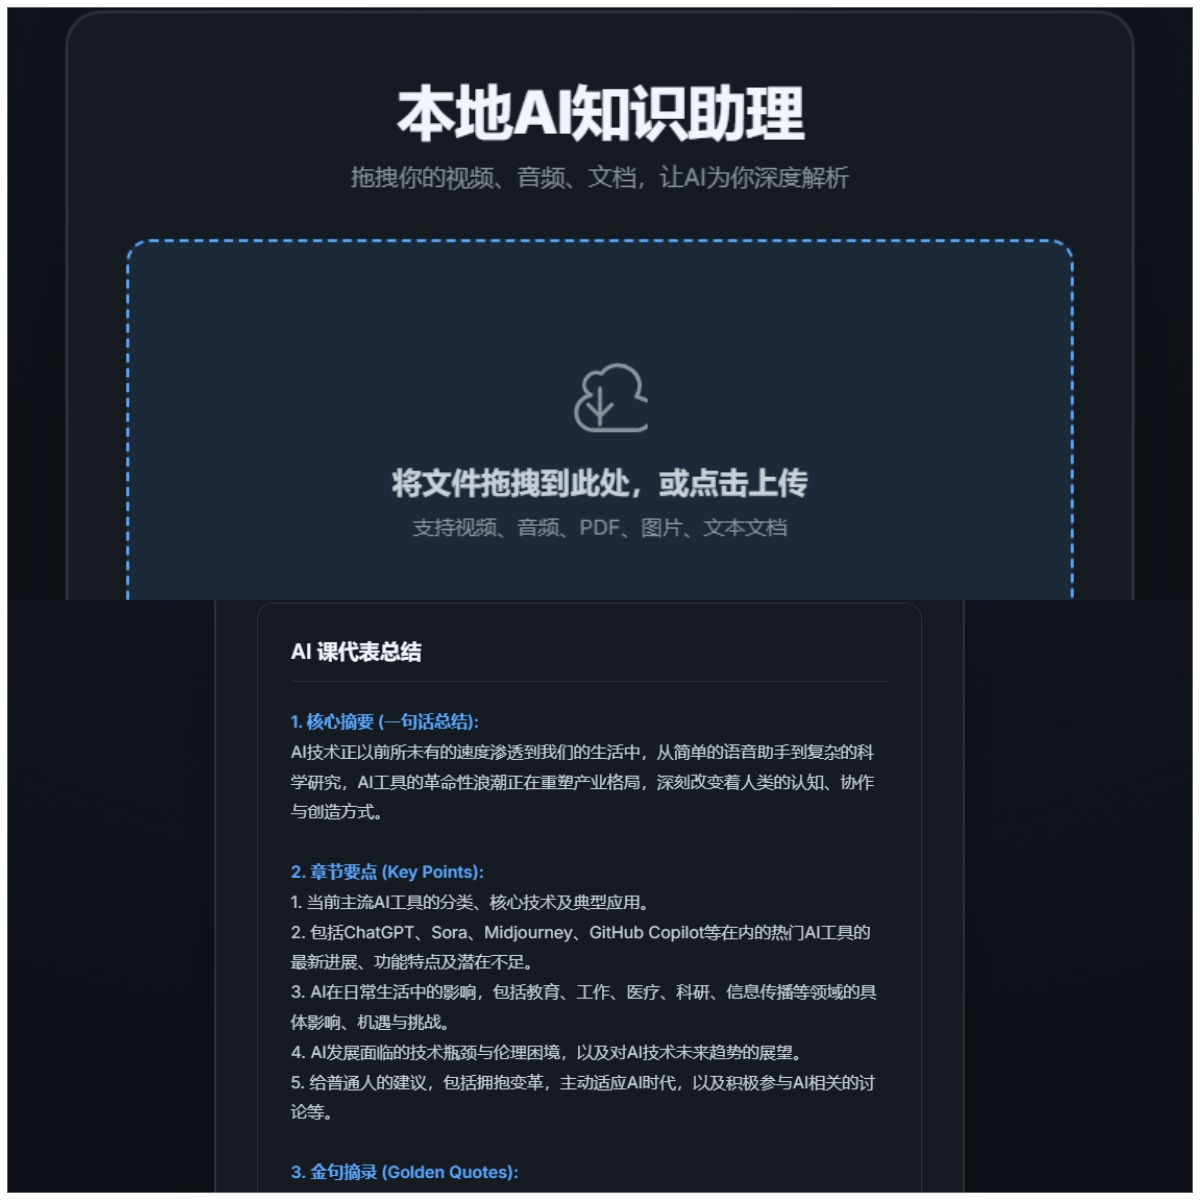 本地AI知识助理
拖拽你的视频、音频、文档，让AI为你深度解析
将文件拖拽到此处，或点击上传
支持视频、音频、PDF、图片、文本文档
AI 课代表总结
1. 核心摘要 (一句话总结):
AI技术正以前所未有的速度渗透到我们的生活中，从简单的语音助手到复杂的科
学研究，AI工具的革命性浪潮正在重塑产业格局，深刻改变着人类的认知、协作
与创造方式。
2. 章节要点 (Key Points):
1. 当前主流AI工具的分类、核心技术及典型应用。
2. 包括ChatGPT、Sora、Midjourney、GitHub Copilot等在内的热门AI工具的
最新进展、功能特点及潜在不足。
3. AI在日常生活中的影响，包括教育、工作、医疗、科研、信息传播等领域的具
体影响、机遇与挑战。
4. AI发展面临的技术瓶颈与伦理困境，以及对AI技术未来趋势的展望。
5. 给普通人的建议，包括拥抱变革，主动适应AI时代，以及积极参与AI相关的讨
论等。
3. 金句摘录 (Golden Quotes):